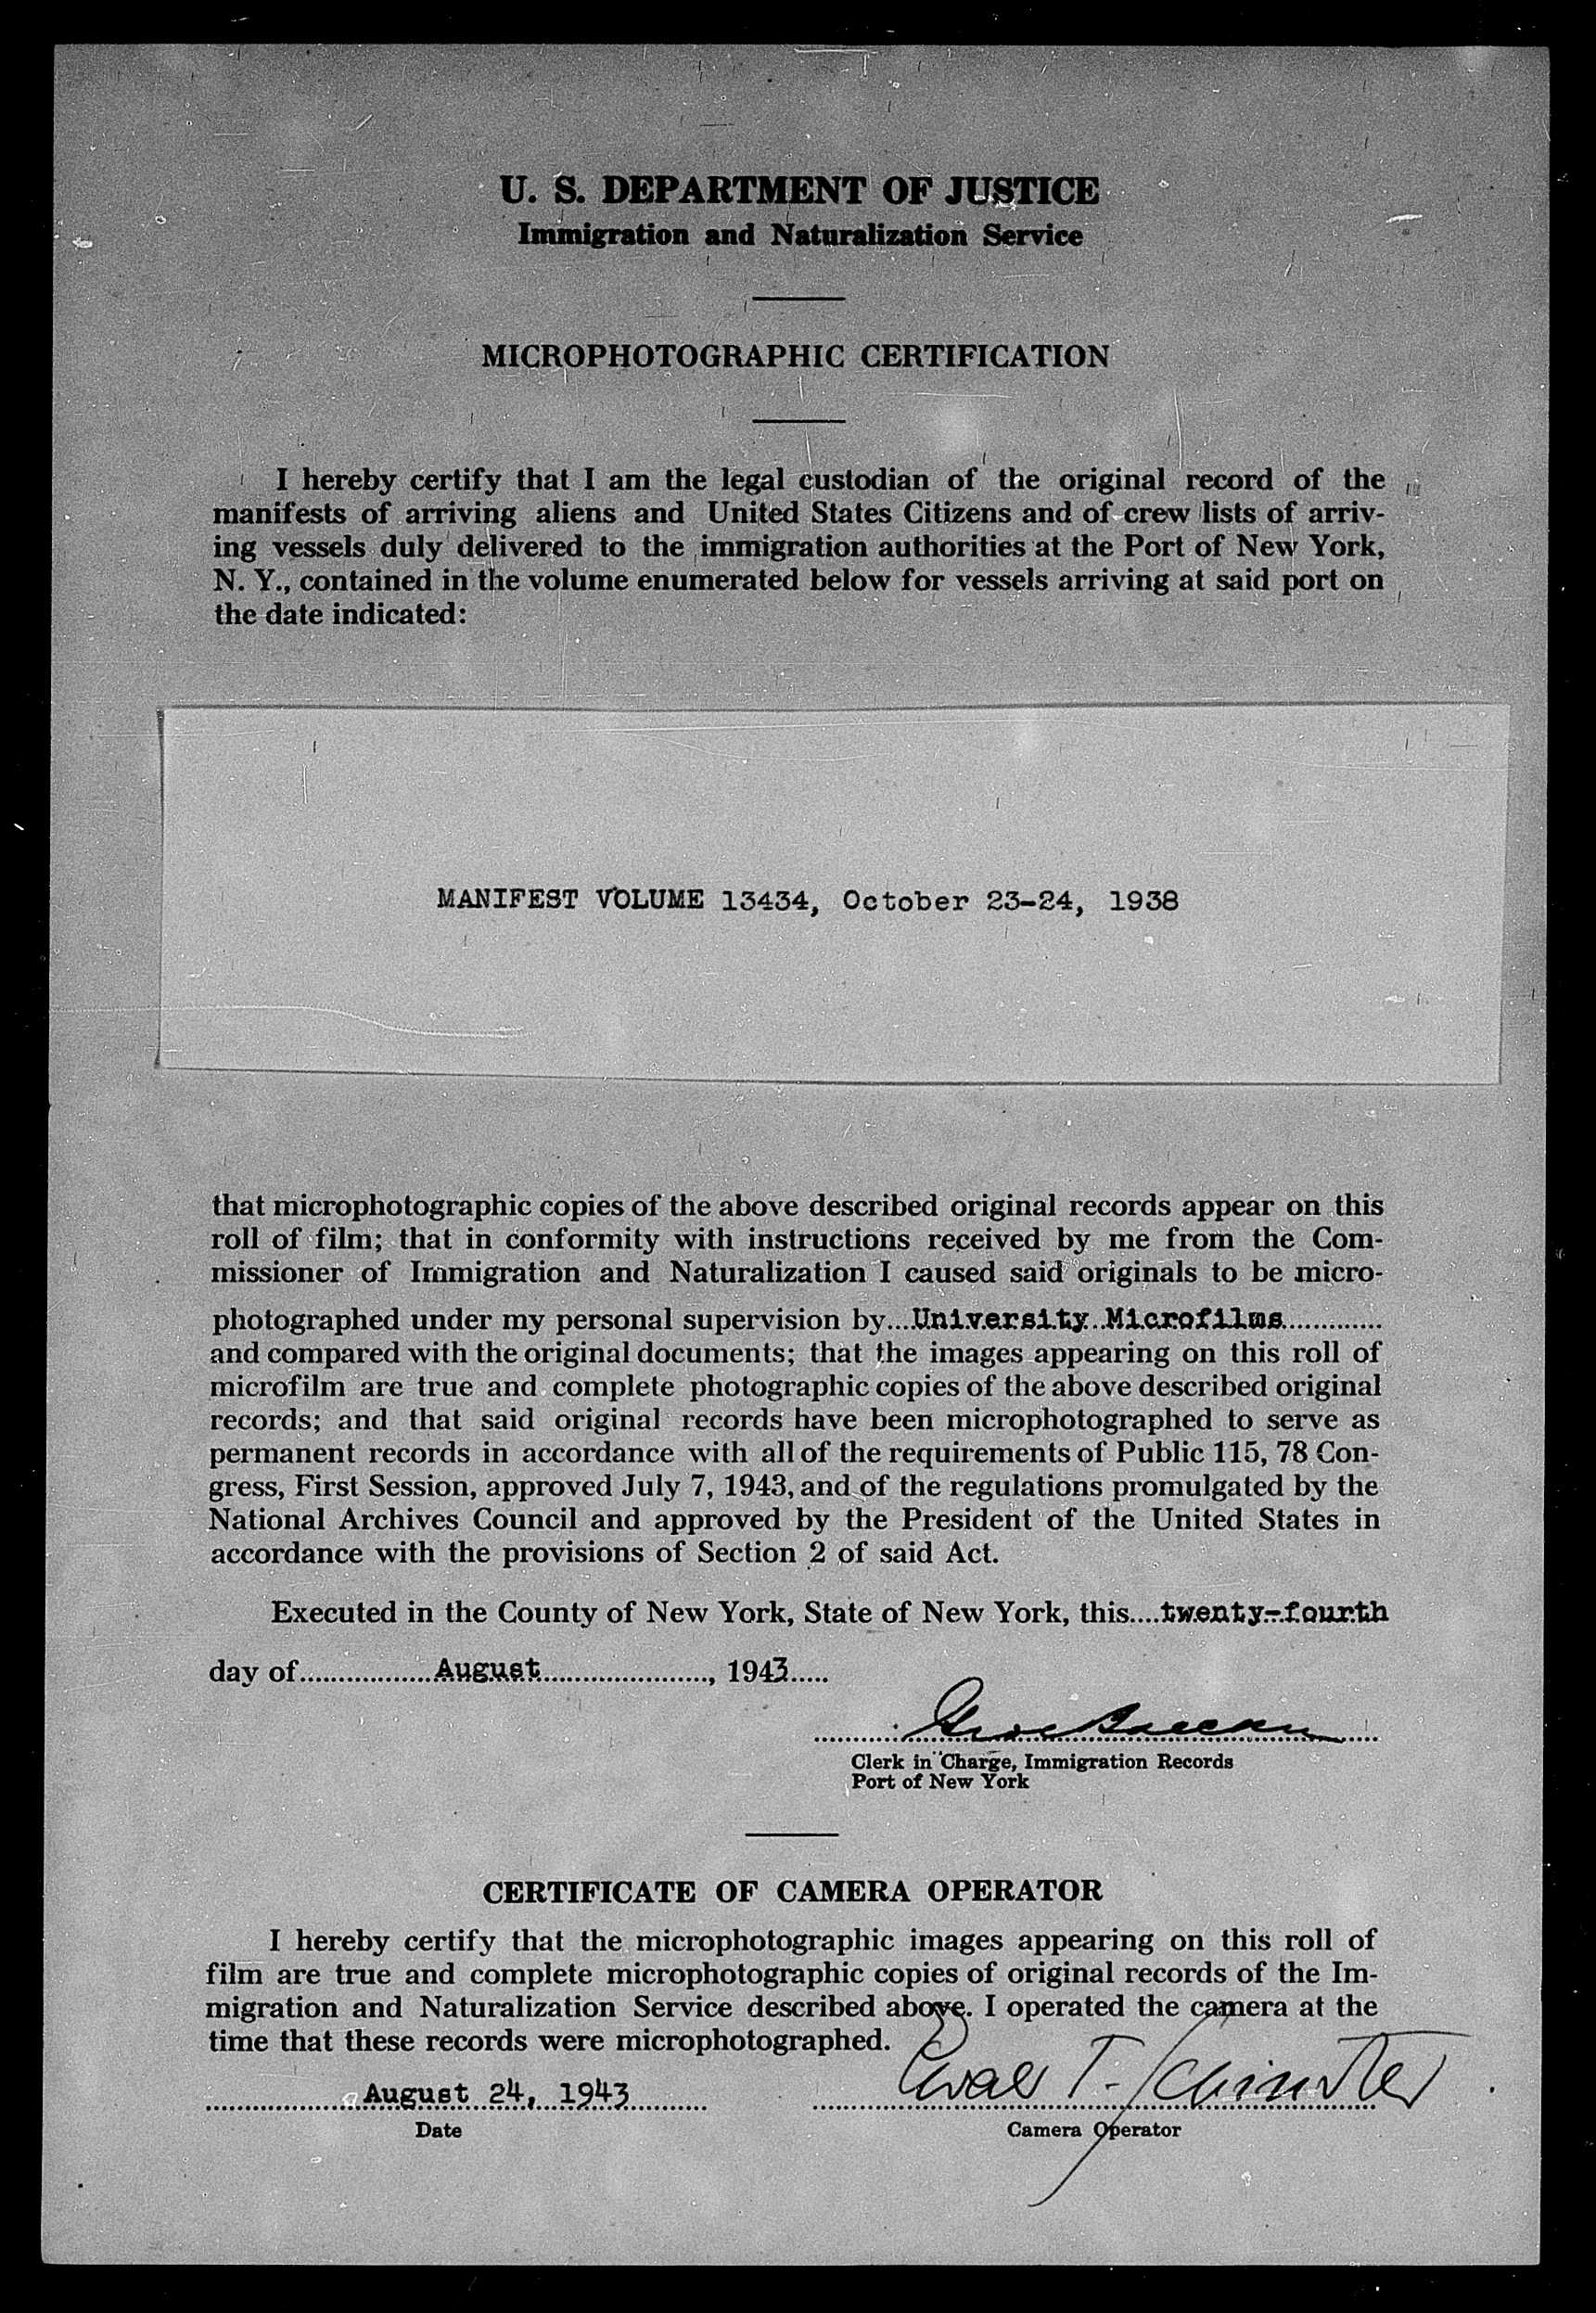 U. S. DEPARTMENT OF JUSTICE
Immigration and Naturalization Service
MICROPHOTOGRAPHIC CERTIFICATION
I hereby certify that I am the legal custodian of the original record of the
manifests of arriving aliens and United States Citizens and of crew lists of arriv-
ing vessels duly delivered to the immigration authorities at the Port of New York,
N. Y., contained in the volume enumerated below for vessels arriving at said port on
the date indicated:
MANIFEST VOLUME 13434, October 23-24, 1938
that microphotographic copies of the above described original records appear on this
roll of film; that in conformity with instructions received by me from the Com-
missioner of Immigration and Naturalization I caused said originals to be micro-
photographed under my personal supervision by...University Microfilms
and compared with the original documents; that the images appearing on this roll of
microfilm are true and complete photographic copies of the above described original
records; and that said original records have been microphotographed to serve as
permanent records in accordance with all of the requirements of Public 115, 78 Con-
gress, First Session, approved July 7, 1943, and of the regulations promulgated by the
National Archives Council and approved by the President of the United States in
accordance with the provisions of Section 2 of said Act.
Executed in the County of New York, State of New York, this....twenty-fourth
day of August, 1943
Clerk in Charge, Immigration Records
Port of New York
CERTIFICATE OF CAMERA OPERATOR
I hereby certify that the microphotographic images appearing on this roll of
film are true and complete microphotographic copies of original records of the Im-
migration and Naturalization Service described above. I operated the camera at the
time that these records were microphotographed.
August 24, 1943 T. Schindler
Date Camera Operator